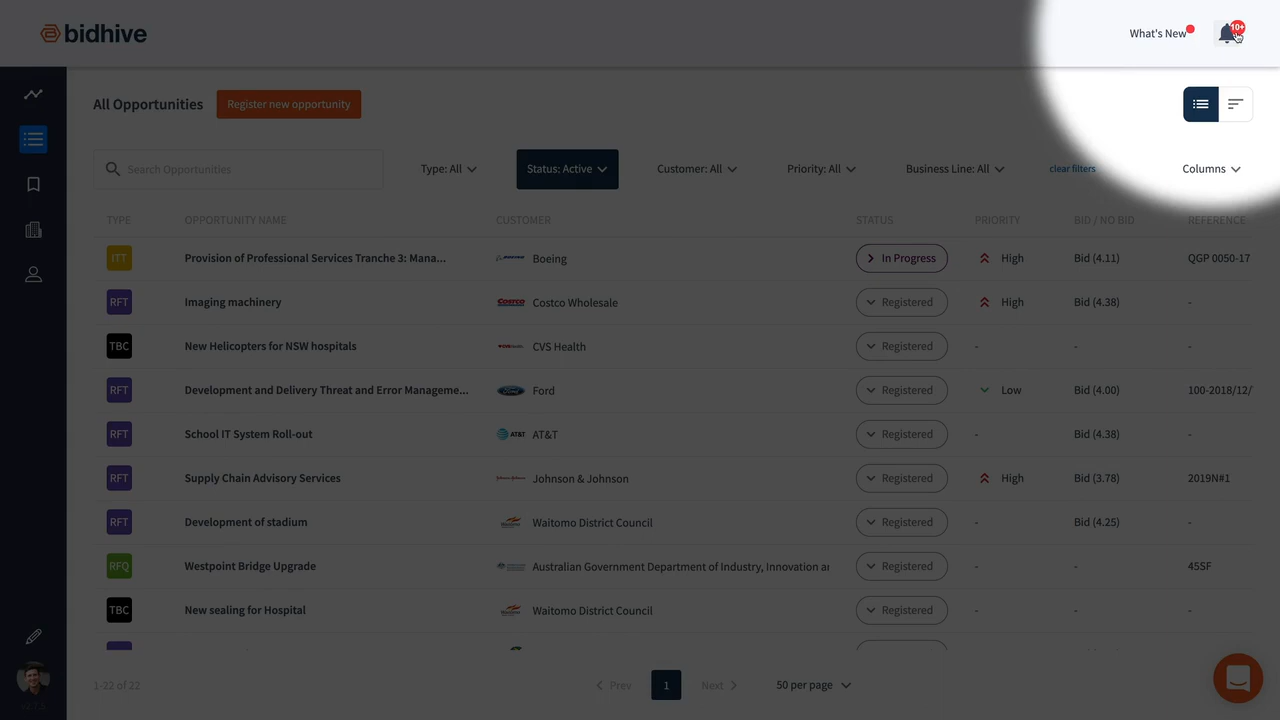 bidhive
What's New
10+
All Opportunities
Register new opportunity
Search Opportunities
Type: All
Status: Active
Customer: All
Priority: All
Business Line: All
clear filters
Columns
TYPE OPPORTUNITY NAME CUSTOMER STATUS PRIORITY BID / NO BID REFERENCE
ITT Provision of Professional Services Tranche 3: Mana... BOEING Boeing In Progress High Bid (4.11) QGP 0050-17
RFT Imaging machinery Costco Costco Wholesale Registered High Bid (4.38) -
TBC New Helicopters for NSW hospitals CVS Health Registered - - -
RFT Development and Delivery Threat and Error Manageme... Ford Ford Registered Low Bid (4.00) 100-2018/12/
RFT School IT System Roll-out AT&T AT&T Registered - Bid (4.38) -
RFT Supply Chain Advisory Services Johnson & Johnson Registered High Bid (3.78) 2019N#1
RFT Development of stadium Waitomo District Council Registered - Bid (4.25) -
RFQ Westpoint Bridge Upgrade Australian Government Department of Industry, Innovation ar Registered - - 45SF
TBC New sealing for Hospital Waitomo District Council Registered - - -
1-22 of 22
Prev
1
Next
50 per page